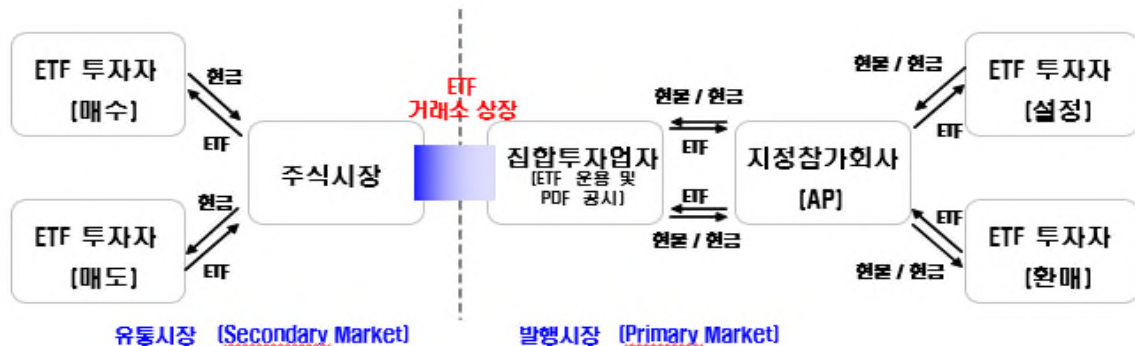 ETF 투자자
(매수)
현금
ETF
ETF 투자자
(매도)
현금
ETF
주식시장
ETF
거래소 상장
집합투자업자
(ETF 운용 및
PDF 공시)
현물 / 현금
ETF
ETF
현물 / 현금
지정참가회사
(AP)
현물 / 현금
ETF
ETF 투자자
(설정)
ETF
현물 / 현금
ETF 투자자
(환매)
유통시장 (Secondary Market)
발행시장 (Primary Market)